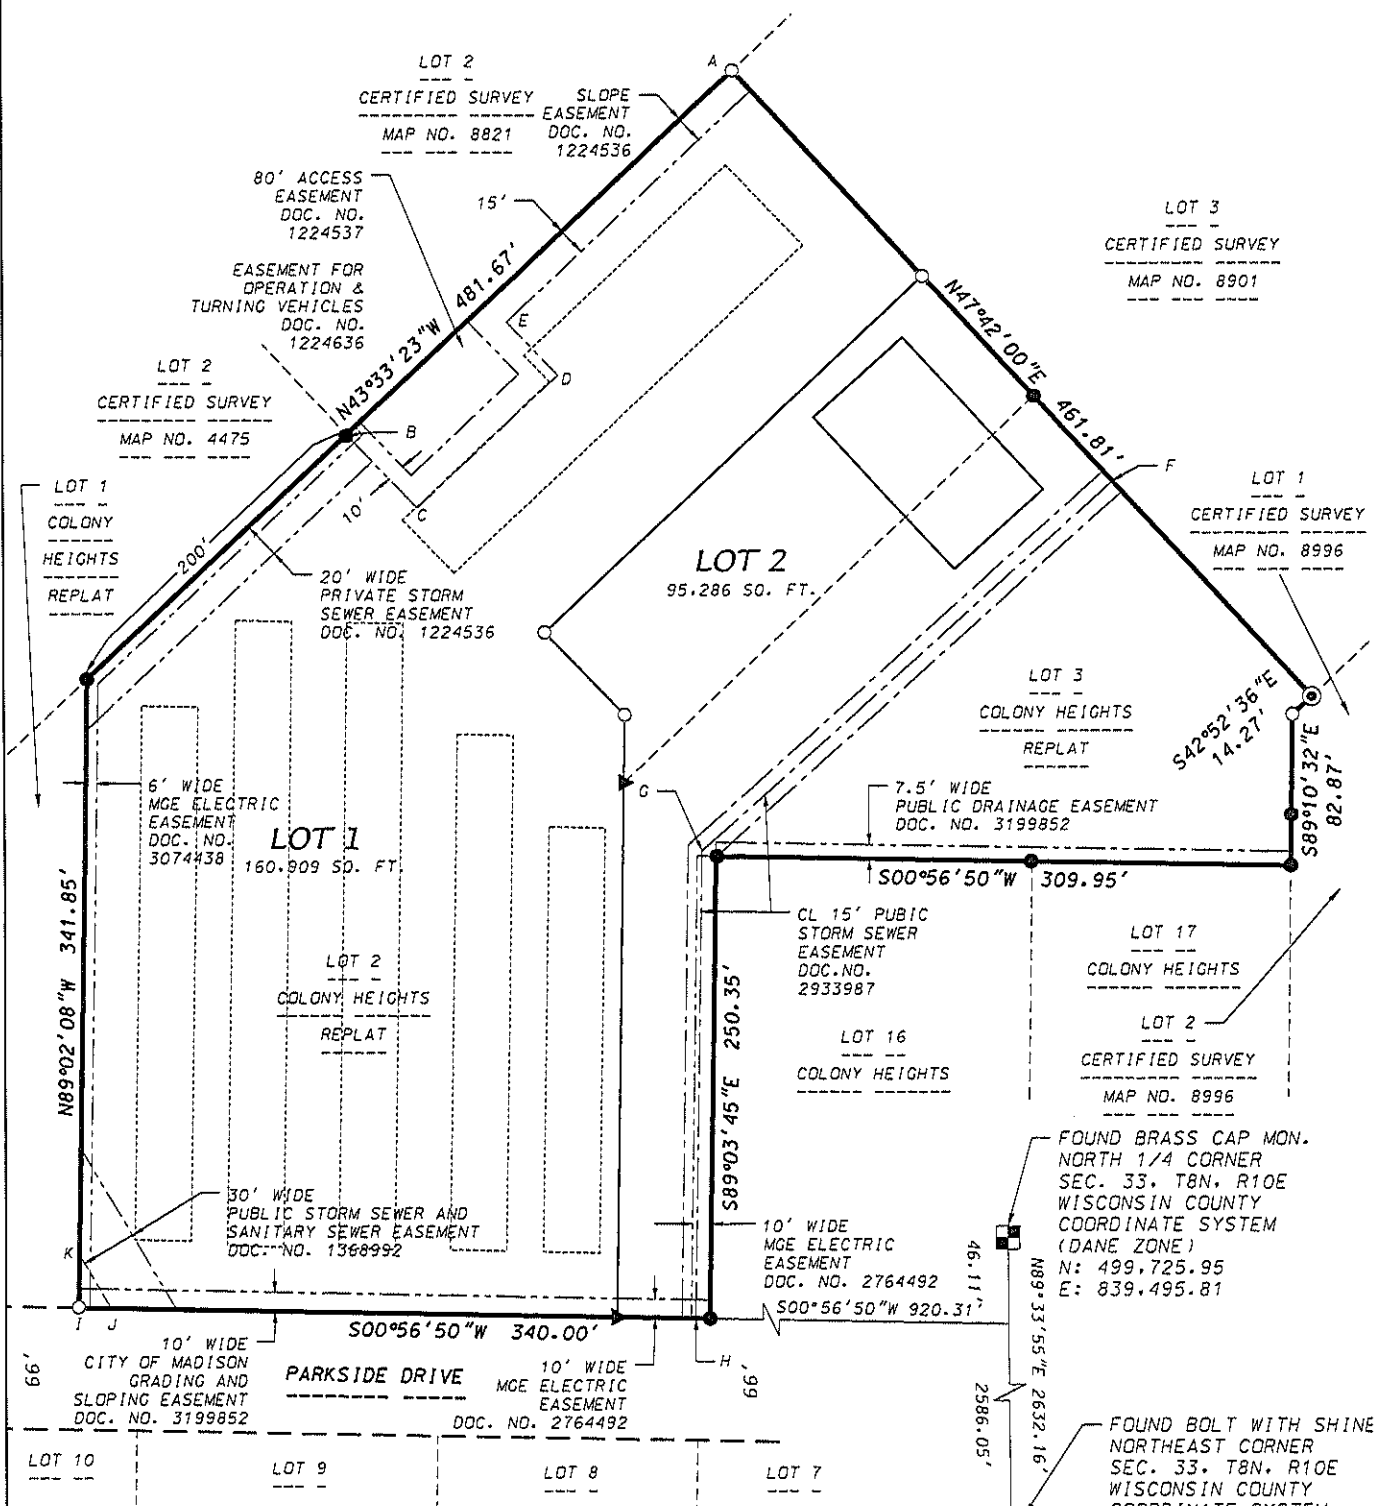 A
LOT 2
CERTIFIED SURVEY
MAP NO. 8821
SLOPE
EASEMENT
DOC. NO.
1224536
80' ACCESS
EASEMENT
DOC. NO.
1224537
15'
EASEMENT FOR
OPERATION &
TURNING VEHICLES
DOC. NO.
1224636
LOT 3
CERTIFIED SURVEY
MAP NO. 8901
N43°33'23"W 481.67'
E
D
B
C
10'
N47°42'00"E
461.81'
F
LOT 2
CERTIFIED SURVEY
MAP NO. 4475
LOT 1
COLONY
HEIGHTS
REPLAT
200'
20' WIDE
PRIVATE STORM
SEWER EASEMENT
DOC. NO. 1224536
LOT 2
95.286 SQ. FT.
LOT 1
CERTIFIED SURVEY
MAP NO. 8996
LOT 3
COLONY HEIGHTS
REPLAT
S42°52'36"E
14.27'
S89°10'32"E
82.87'
6' WIDE
MGE ELECTRIC
EASEMENT
DOC. NO.
3074438
LOT 1
160.909 SQ. FT
G
7.5' WIDE
PUBLIC DRAINAGE EASEMENT
DOC. NO. 3199852
S00°56'50"W 309.95'
N89°02'08"W 341.85'
CL 15' PUBIC
STORM SEWER
EASEMENT
DOC.NO.
2933987
LOT 2
COLONY HEIGHTS
REPLAT
S89°03'45"E 250.35'
LOT 16
COLONY HEIGHTS
LOT 17
COLONY HEIGHTS
LOT 2
CERTIFIED SURVEY
MAP NO. 8996
FOUND BRASS CAP MON.
NORTH 1/4 CORNER
SEC. 33. T8N. R10E
WISCONSIN COUNTY
COORDINATE SYSTEM
(DANE ZONE)
N: 499,725.95
E: 839,495.81
30' WIDE
PUBLIC STORM SEWER AND
SANITARY SEWER EASEMENT
DOC. NO. 1368992
K
I
J
10' WIDE
MGE ELECTRIC
EASEMENT
DOC. NO. 2764492
46.11'
S00°56'50"W 920.31'
N89°33'55"E 2632.16'
2586.05'
S00°56'50"W 340.00'
H
66'
66'
10' WIDE
CITY OF MADISON
GRADING AND
SLOPING EASEMENT
DOC. NO. 3199852
PARKSIDE DRIVE
10' WIDE
MGE ELECTRIC
EASEMENT
DOC. NO. 2764492
LOT 10
LOT 9
LOT 8
LOT 7
FOUND BOLT WITH SHINE
NORTHEAST CORNER
SEC. 33. T8N. R10E
WISCONSIN COUNTY
COORDINATE SYSTEM